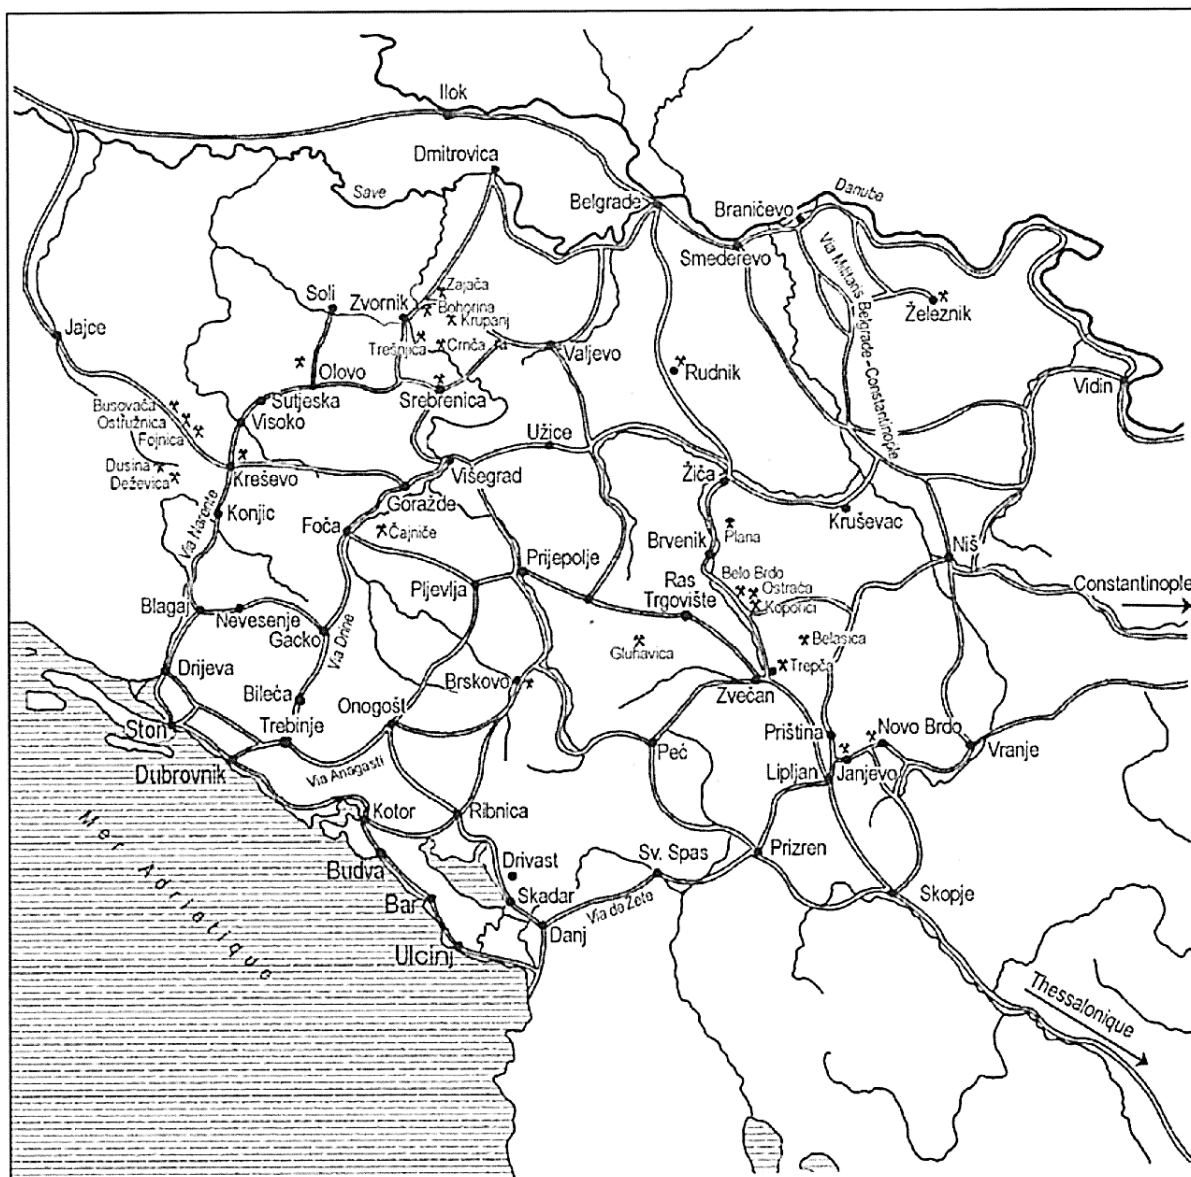 Ilok
Dmitrovica
Save
Belgrade
Braničevo
Danube
Smederevo
Via Militaris Belgrade-Constantinople
Železnik
Soli
Zvornik
Zajača
Bohorina
Krupanj
Trešnjica
Crnča
Jajce
Valjevo
Rudnik
Vidin
Olovo
Srebrenica
Sutjeska
Busovača
Ostružnica
Fojnica
Visoko
Užice
Dusina
Deževica
Kreševo
Višegrad
Žiča
Goražde
Kruševac
Via Narente
Konjic
Foča
Čajniče
Plana
Brvenik
Niš
Prijepolje
Belo Brdo
Ostraća
Koporići
Constantinople
Pljevlja
Ras
Trgovište
Blagaj
Nevesenje
Gacko
Via Drine
Belasica
Gluhavica
Drijeva
Trepča
Brskovo
Zvečan
Bileća
Onogošt
Ston
Trebinje
Novo Brdo
Priština
Peć
Vranje
Dubrovnik
Via Anagasti
Lipljan
Janjevo
Kotor
Ribnica
Mer Adriatique
Budva
Drivast
Sv. Spas
Prizren
Bar
Skadar
Via de Zete
Skopje
Ulcinj
Danj
Thessalonique